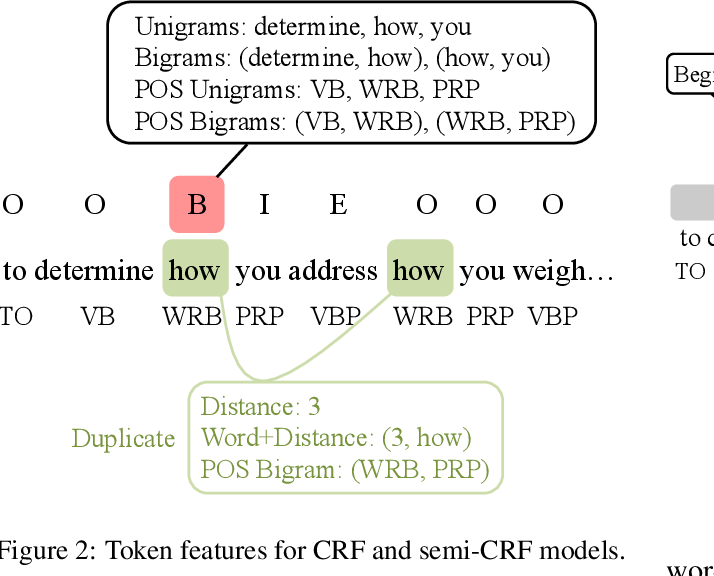 Unigrams: determine, how, you
Bigrams: (determine, how), (how, you)
POS Unigrams: VB, WRB, PRP
POS Bigrams: (VB, WRB), (WRB, PRP)
O O B I E O O O
to determine how you address how you weigh…
TO VB WRB PRP VBP WRB PRP VBP
Duplicate
Distance: 3
Word+Distance: (3, how)
POS Bigram: (WRB, PRP)
Figure 2: Token features for CRF and semi-CRF models.
to
TO